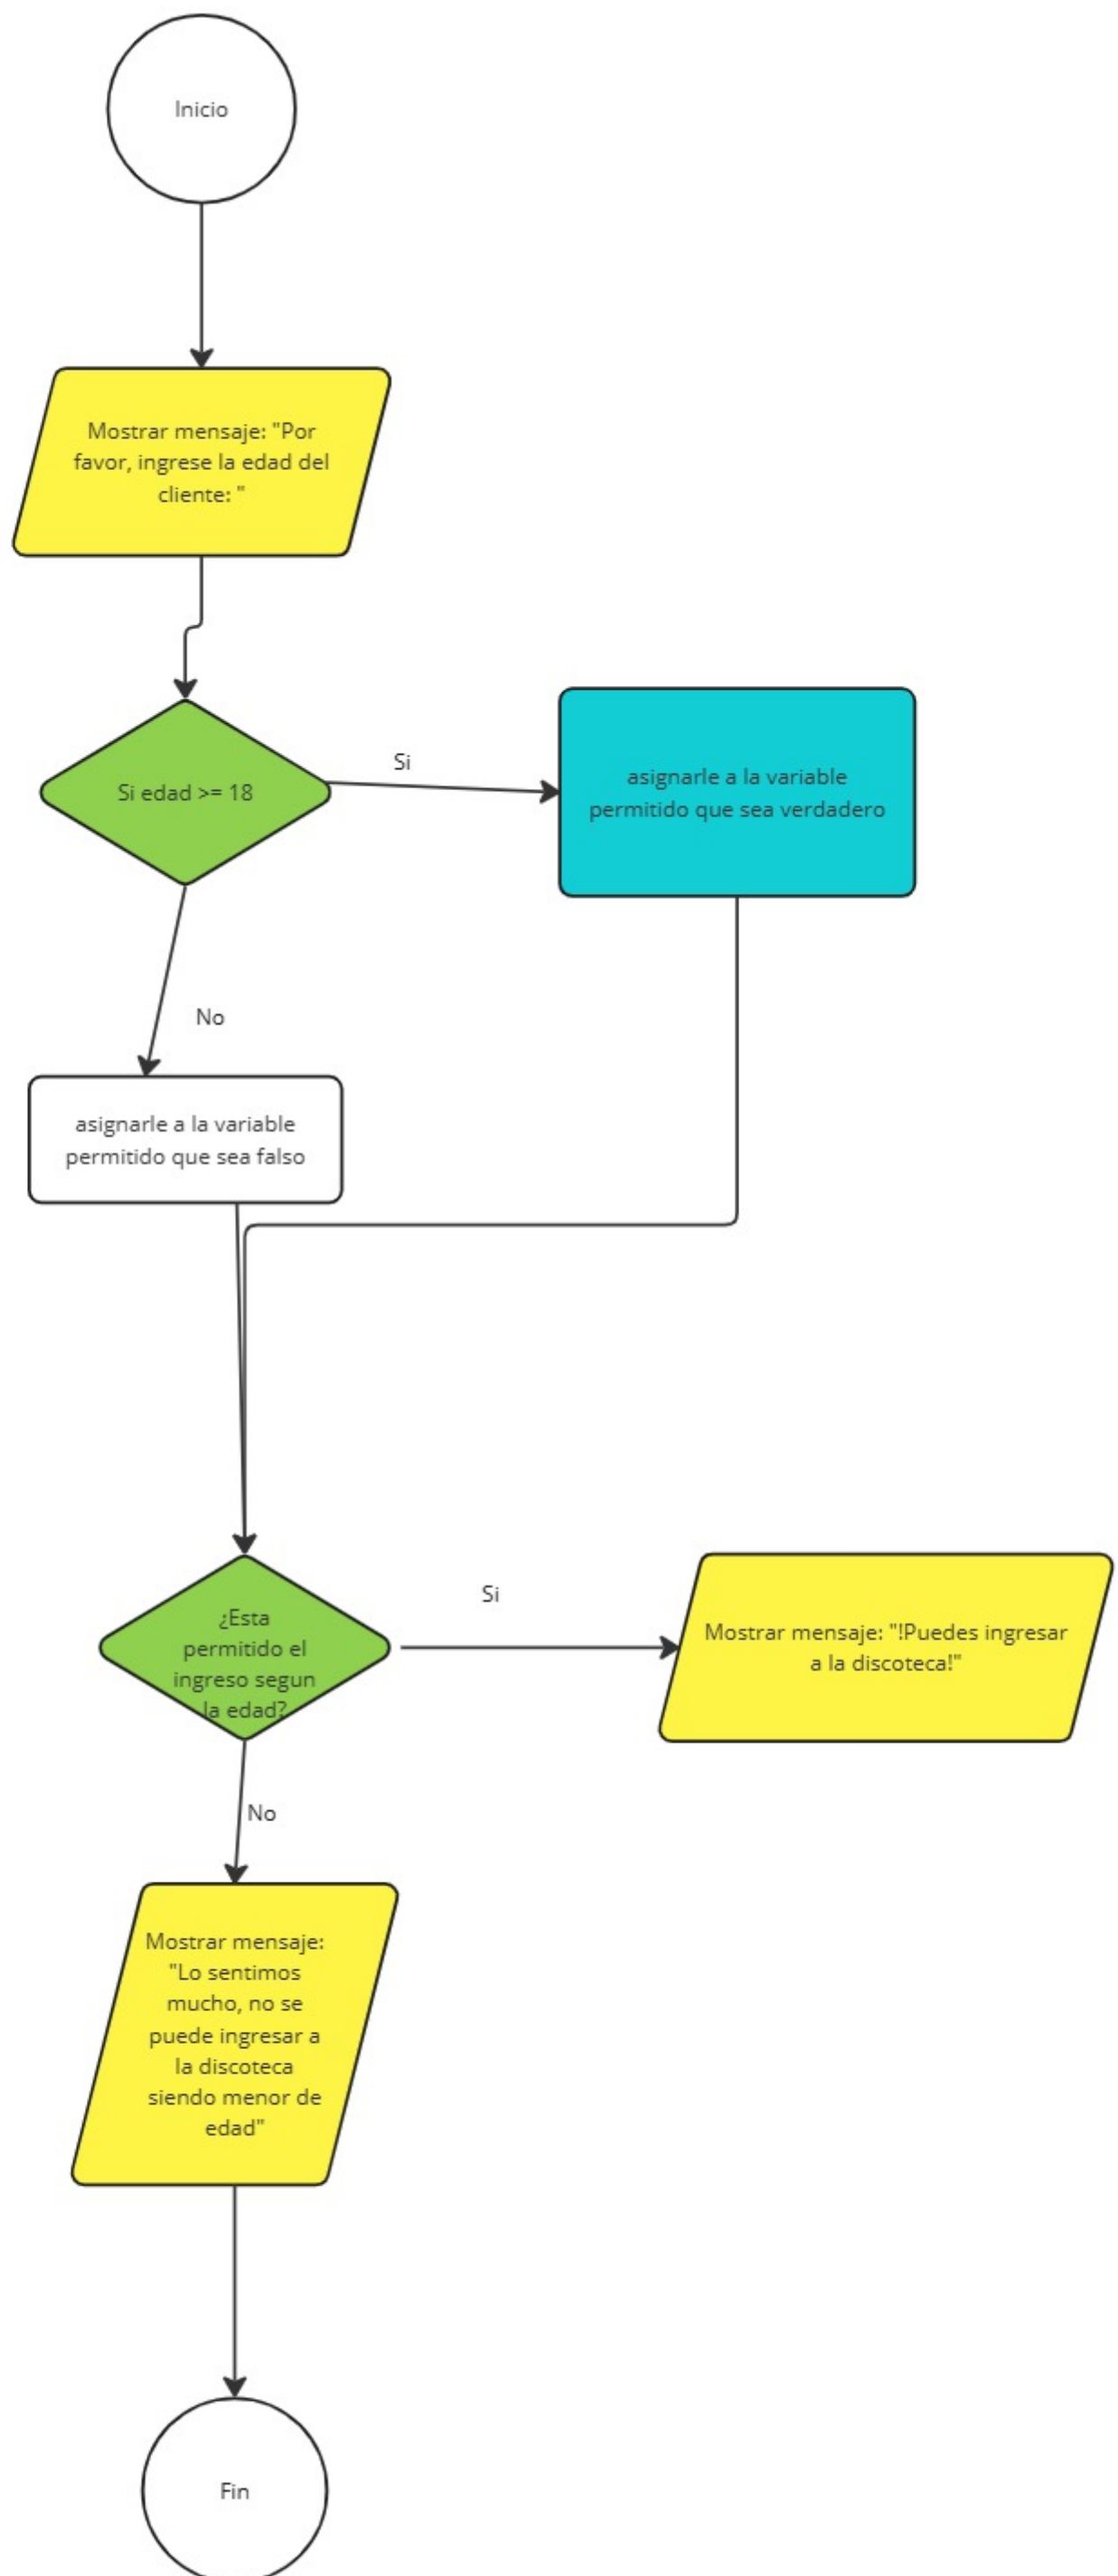 Inicio
Mostrar mensaje: "Por
favor, ingrese la edad del
cliente: "
Si edad >= 18
Si
asignarle a la variable
permitido que sea verdadero
No
asignarle a la variable
permitido que sea falso
¿Esta
permitido el
ingreso segun
la edad?
Si
Mostrar mensaje: "!Puedes ingresar
a la discoteca!"
No
Mostrar mensaje:
"Lo sentimos
mucho, no se
puede ingresar a
la discoteca
siendo menor de
edad"
Fin